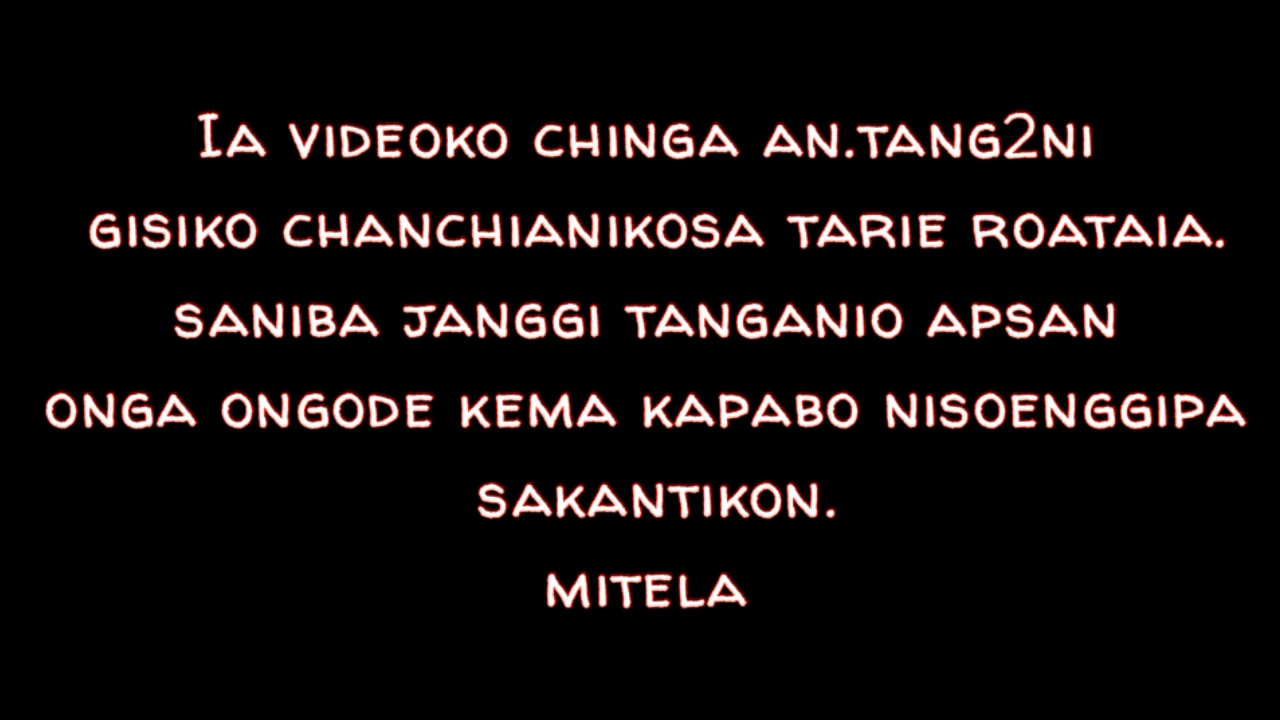 Ia videoko chinga an.tang2ni
gisiko chanchianikosa tarie roataia.
saniba janggi tanganio apsan
onga ongode kema kapabo nisoenggipa
sakantikon.
mitela